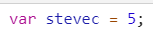 var stevec = 5;